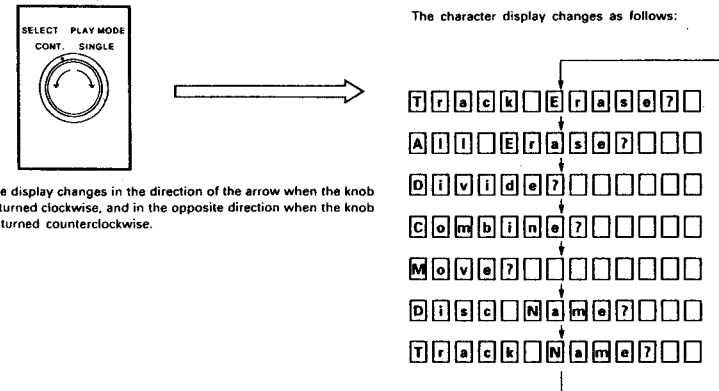 SELECT PLAY MODE
CONT. SINGLE
The character display changes as follows:
Track Erase?
All Erase?
Divide?
Combine?
Move?
Disc Name?
Track Name?
e display changes in the direction of the arrow when the knob
turned clockwise, and in the opposite direction when the knob
turned counterclockwise.